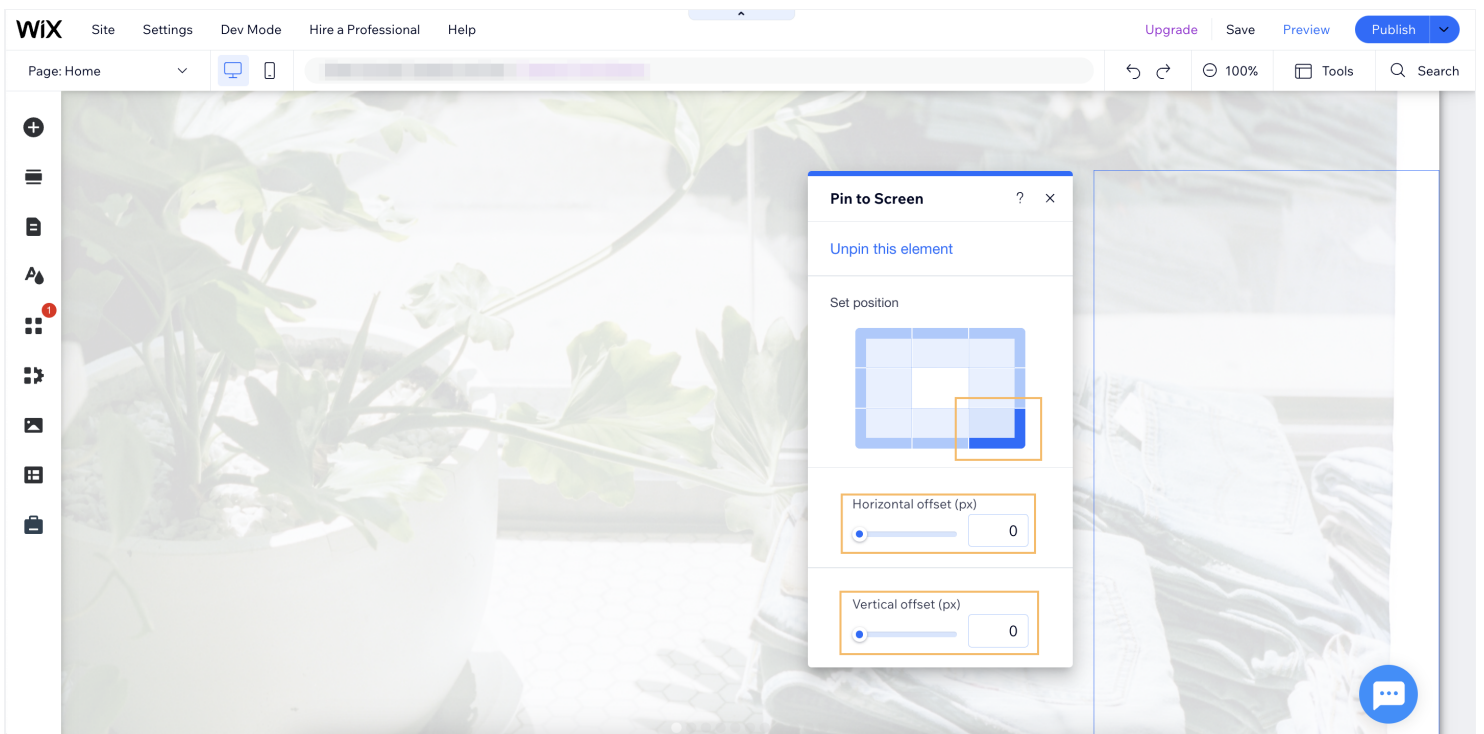 WiX Site Settings Dev Mode Hire a Professional Help Upgrade Save Preview Publish
Page: Home 100% Tools Search
Pin to Screen ?
Unpin this element
Set position
1
Horizontal offset (px)
0
Vertical offset (px)
0